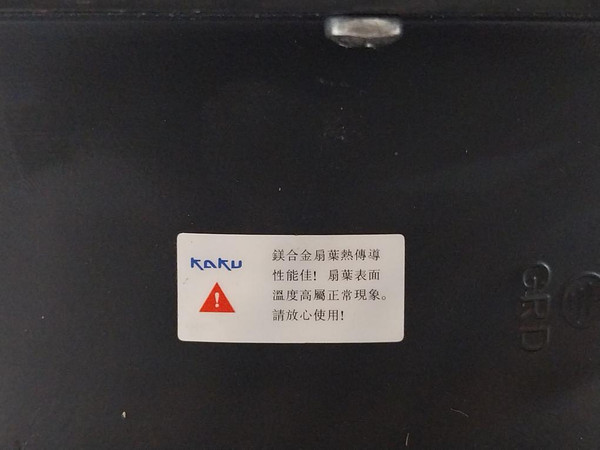 KAKU
鎂合金扇葉熱傳導
性能佳！扇葉表面
溫度高屬正常現象。
請放心使用！
GRD